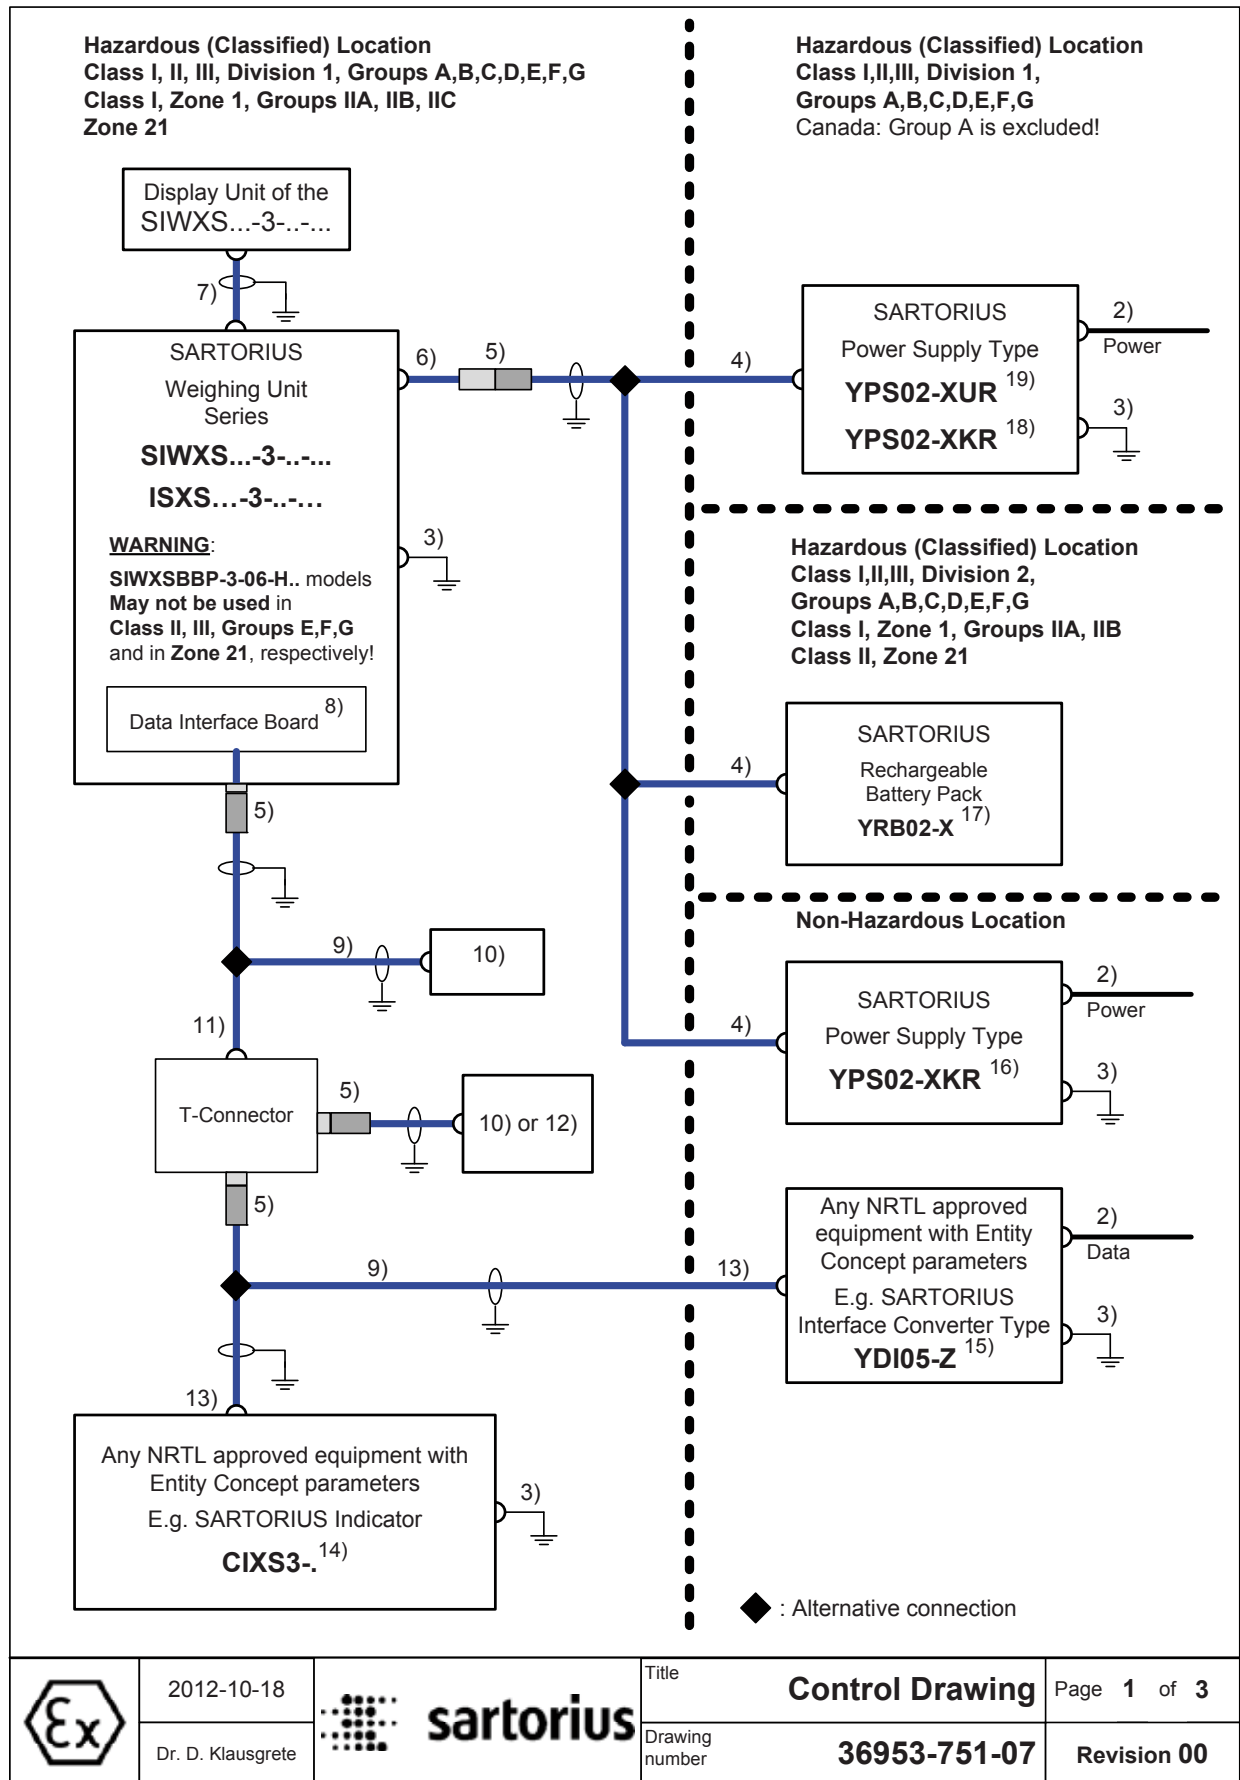 Hazardous (Classified) Location
Class I, II, III, Division 1, Groups A,B,C,D,E,F,G
Class I, Zone 1, Groups IIA, IIB, IIC
Zone 21
Hazardous (Classified) Location
Class I,II,III, Division 1,
Groups A,B,C,D,E,F,G
Canada: Group A is excluded!
Display Unit of the
SIWXS...-3-..-...
7)
SARTORIUS
Weighing Unit
Series
SIWXS...-3-..-...
ISXS...-3-..-...
WARNING:
SIWXSBBP-3-06-H.. models
May not be used in
Class II, III, Groups E,F,G
and in Zone 21, respectively!
Data Interface Board 8)
6)
5)
3)
4)
SARTORIUS
Power Supply Type
YPS02-XUR 19)
YPS02-XKR 18)
2)
Power
3)
Hazardous (Classified) Location
Class I,II,III, Division 2,
Groups A,B,C,D,E,F,G
Class I, Zone 1, Groups IIA, IIB
Class II, Zone 21
4)
SARTORIUS
Rechargeable
Battery Pack
YRB02-X 17)
5)
Non-Hazardous Location
9)
10)
4)
SARTORIUS
Power Supply Type
YPS02-XKR 16)
2)
Power
3)
11)
T-Connector
5)
10) or 12)
5)
9)
13)
Any NRTL approved
equipment with Entity
Concept parameters
E.g. SARTORIUS
Interface Converter Type
YDI05-Z 15)
2)
Data
3)
13)
Any NRTL approved equipment with
Entity Concept parameters
E.g. SARTORIUS Indicator
CIXS3-. 14)
3)
: Alternative connection
Ex
2012-10-18
Dr. D. Klausgrete
sartorius
Title
Control Drawing
Page 1 of 3
Drawing
number
36953-751-07
Revision 00